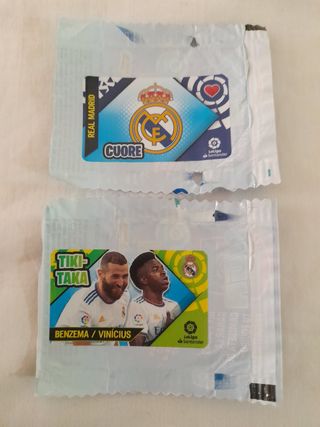 REAL MADRID
CUORE
LaLiga
Santander
TIKI-
TAKA
BENZEMA / VINÍCIUS
LaLiga
Santander